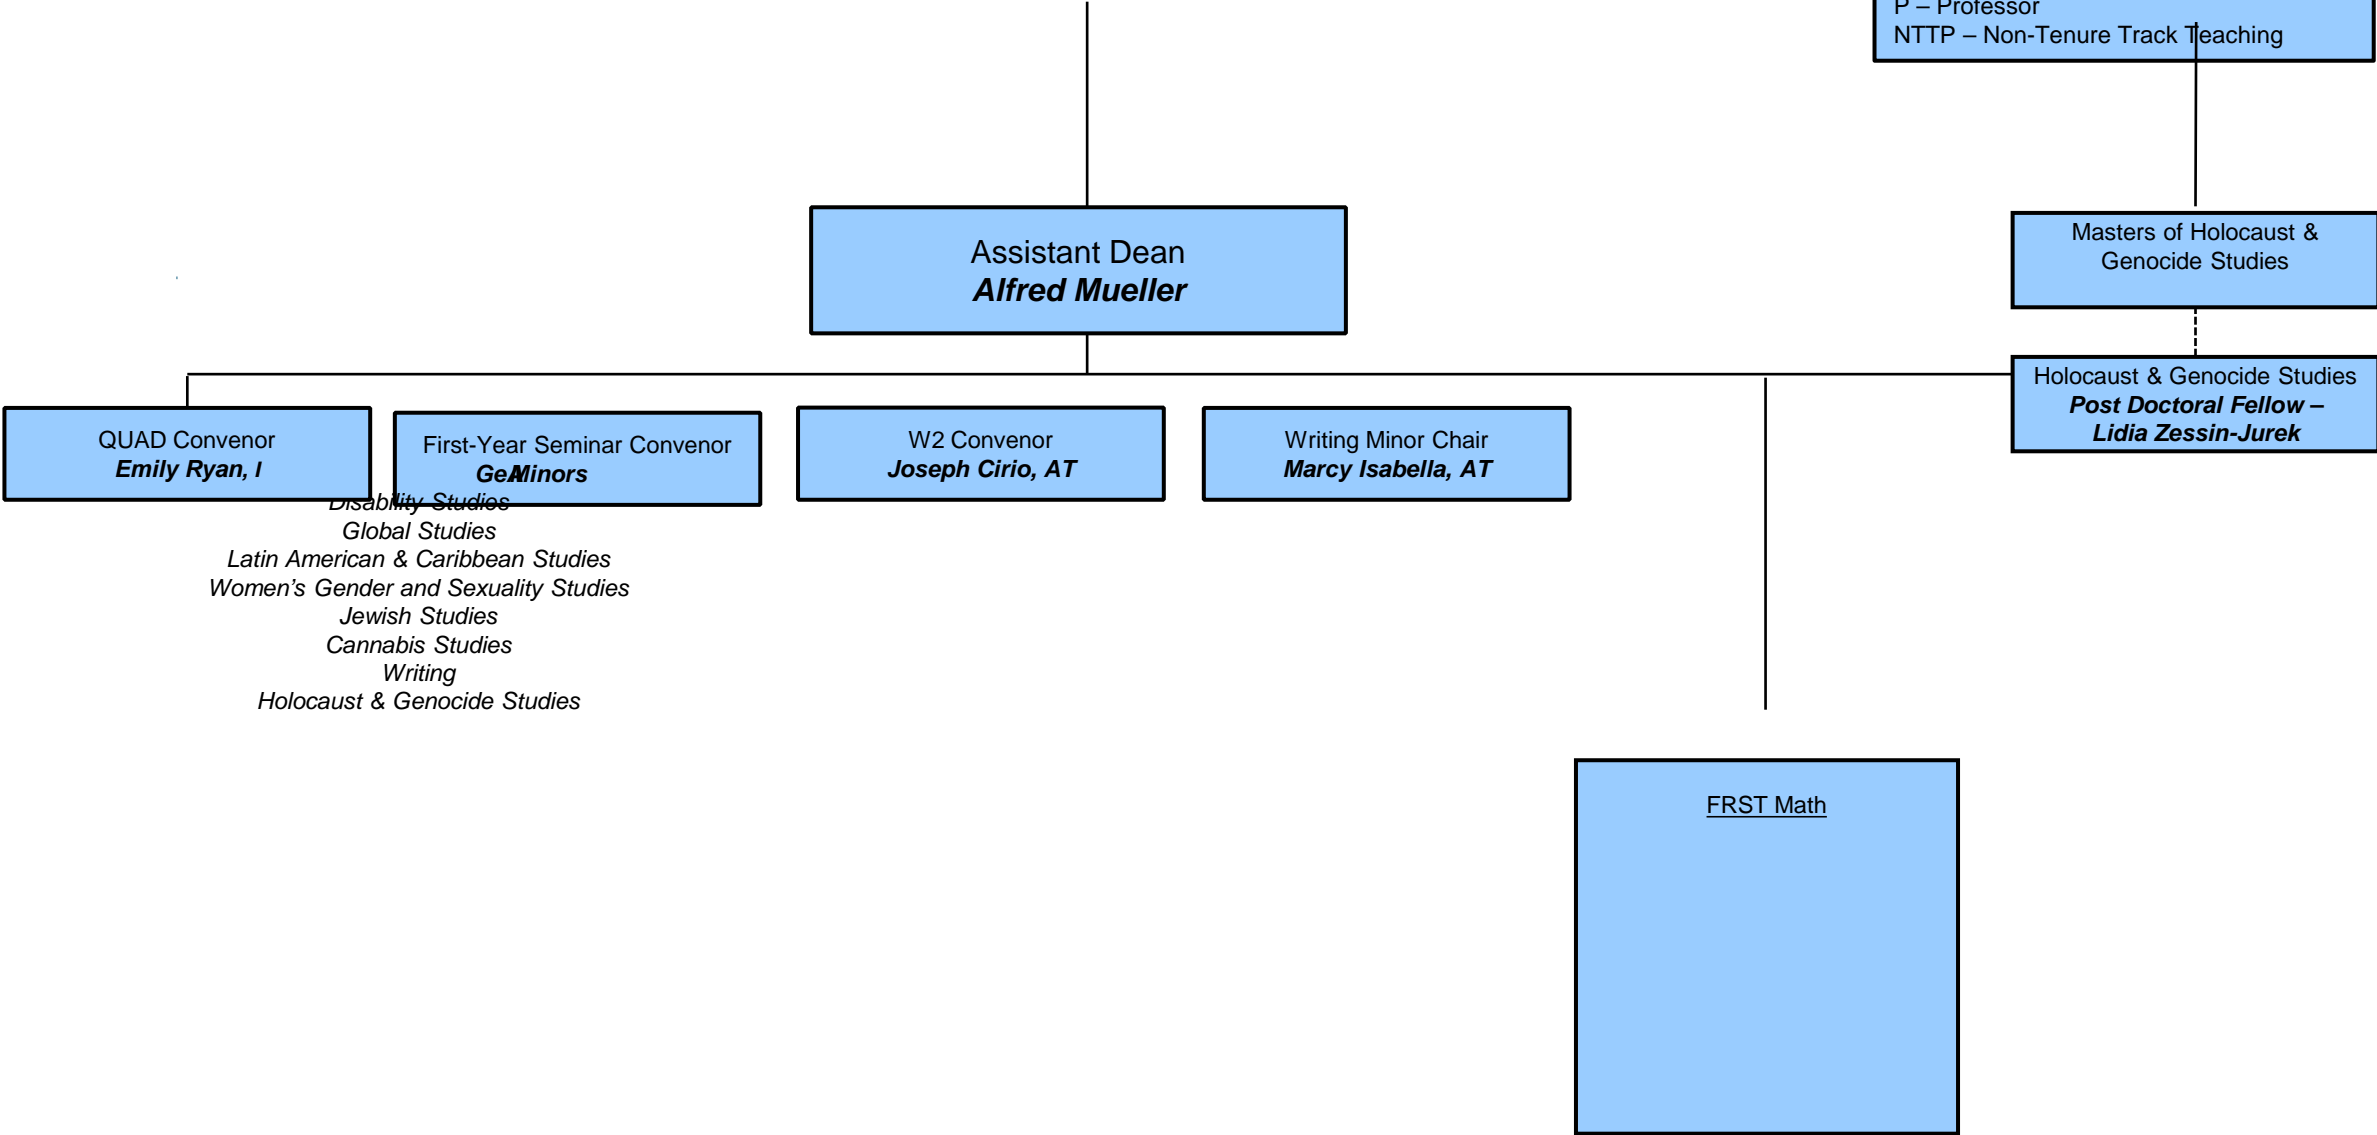 P – Professor
NTTP – Non-Tenure Track Teaching
Assistant Dean
Alfred Mueller
Masters of Holocaust &
Genocide Studies
Holocaust & Genocide Studies
Post Doctoral Fellow –
Lidia Zessin-Jurek
QUAD Convenor
Emily Ryan, I
First-Year Seminar Convenor
W2 Convenor
Joseph Cirio, AT
Writing Minor Chair
Marcy Isabella, AT
Minors
Disability Studies
Global Studies
Latin American & Caribbean Studies
Women’s Gender and Sexuality Studies
Jewish Studies
Cannabis Studies
Writing
Holocaust & Genocide Studies
FRST Math